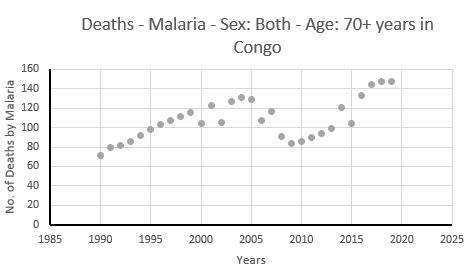 Deaths - Malaria - Sex: Both - Age: 70+ years in
Congo
No. of Deaths by Malaria
160
140
120
100
80
60
40
20
0
1985 1990 1995 2000 2005 2010 2015 2020 2025
Years